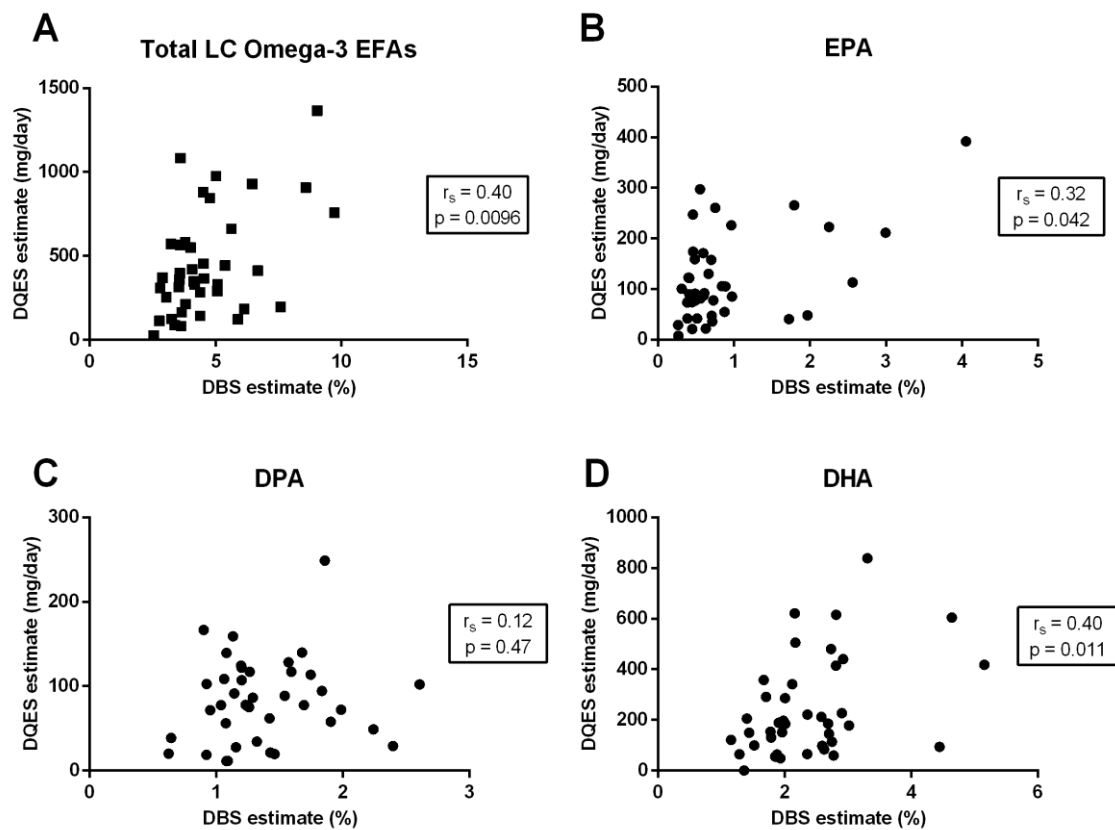 A
Total LC Omega-3 EFAs
DQES estimate (mg/day)
1500
1000
500
0
0 5 10 15
DBS estimate (%)
rs = 0.40
p = 0.0096
B
EPA
DQES estimate (mg/day)
500
400
300
200
100
0
0 1 2 3 4 5
DBS estimate (%)
rs = 0.32
p = 0.042
C
DPA
DQES estimate (mg/day)
300
200
100
0
0 1 2 3
DBS estimate (%)
rs = 0.12
p = 0.47
D
DHA
DQES estimate (mg/day)
1000
800
600
400
200
0
0 2 4 6
DBS estimate (%)
rs = 0.40
p = 0.011